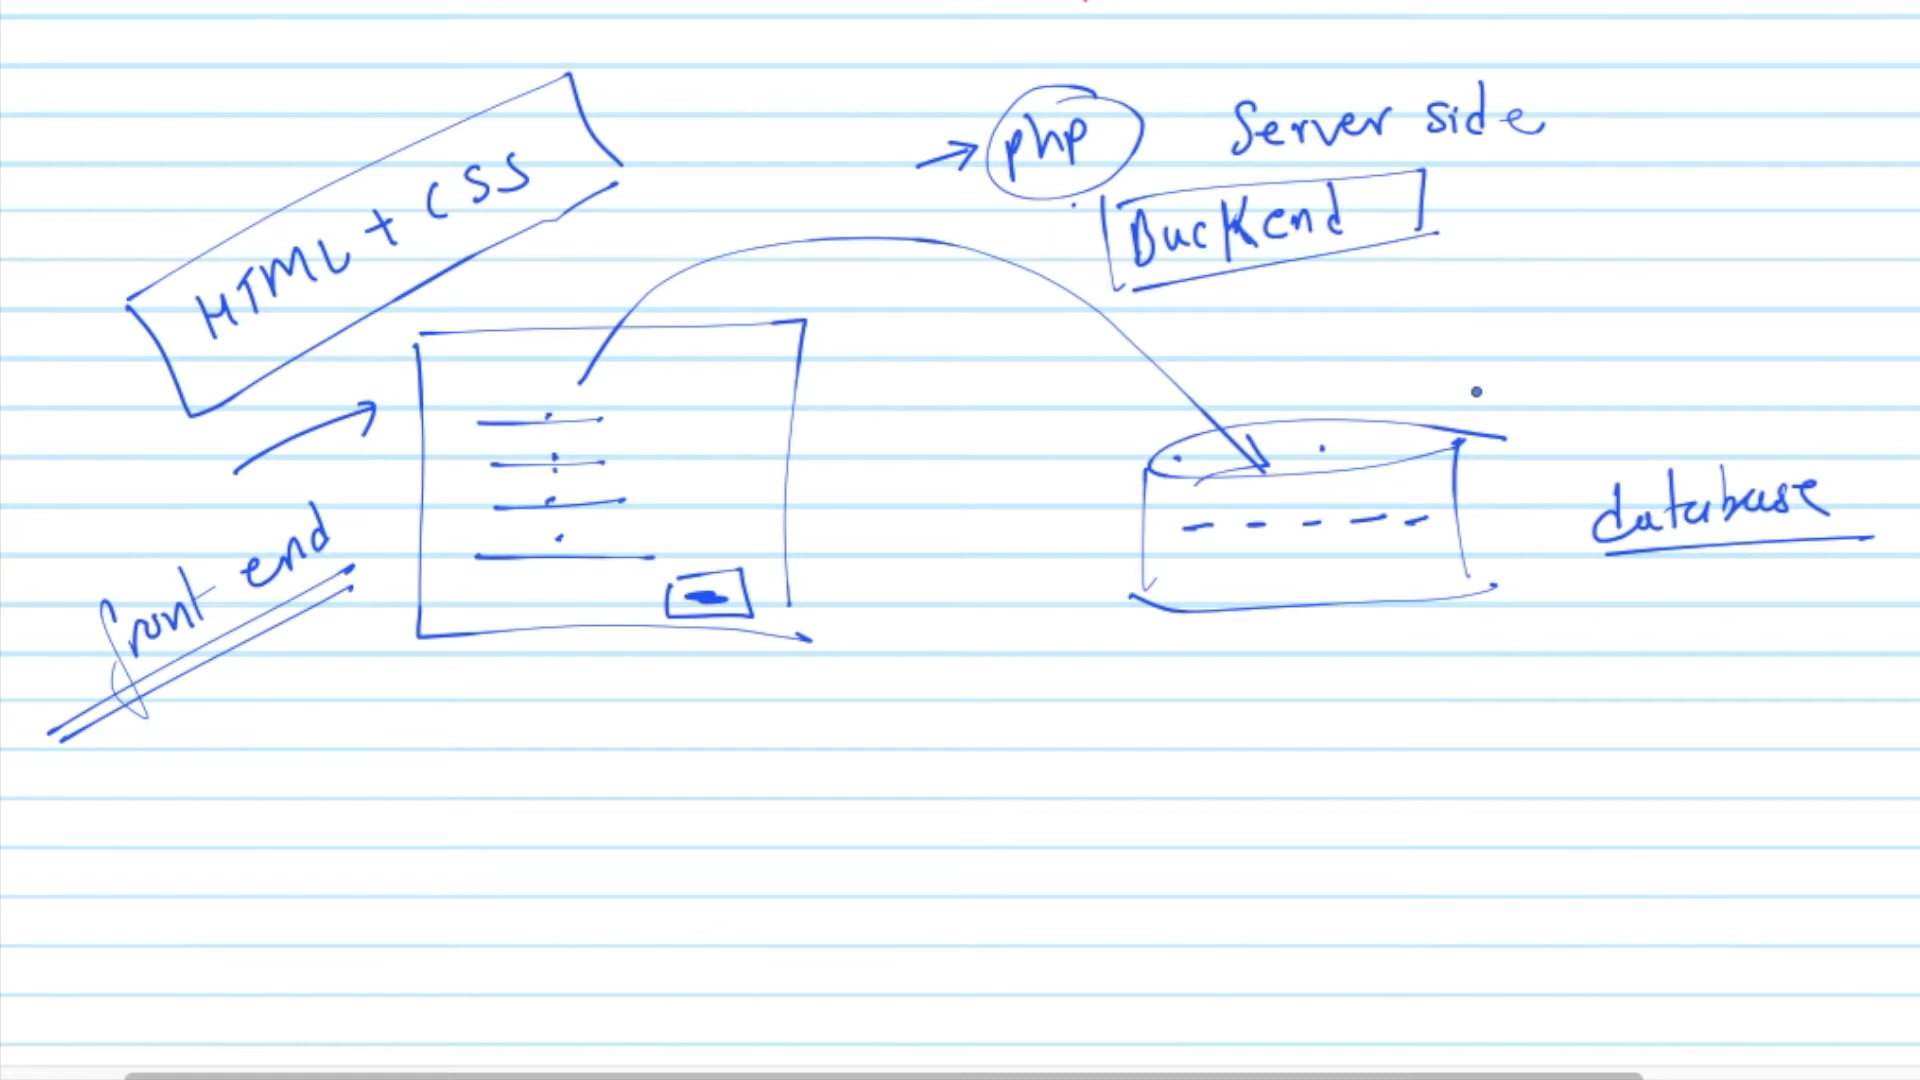 HTML + CSS
php
Server side
Backend
front end
database